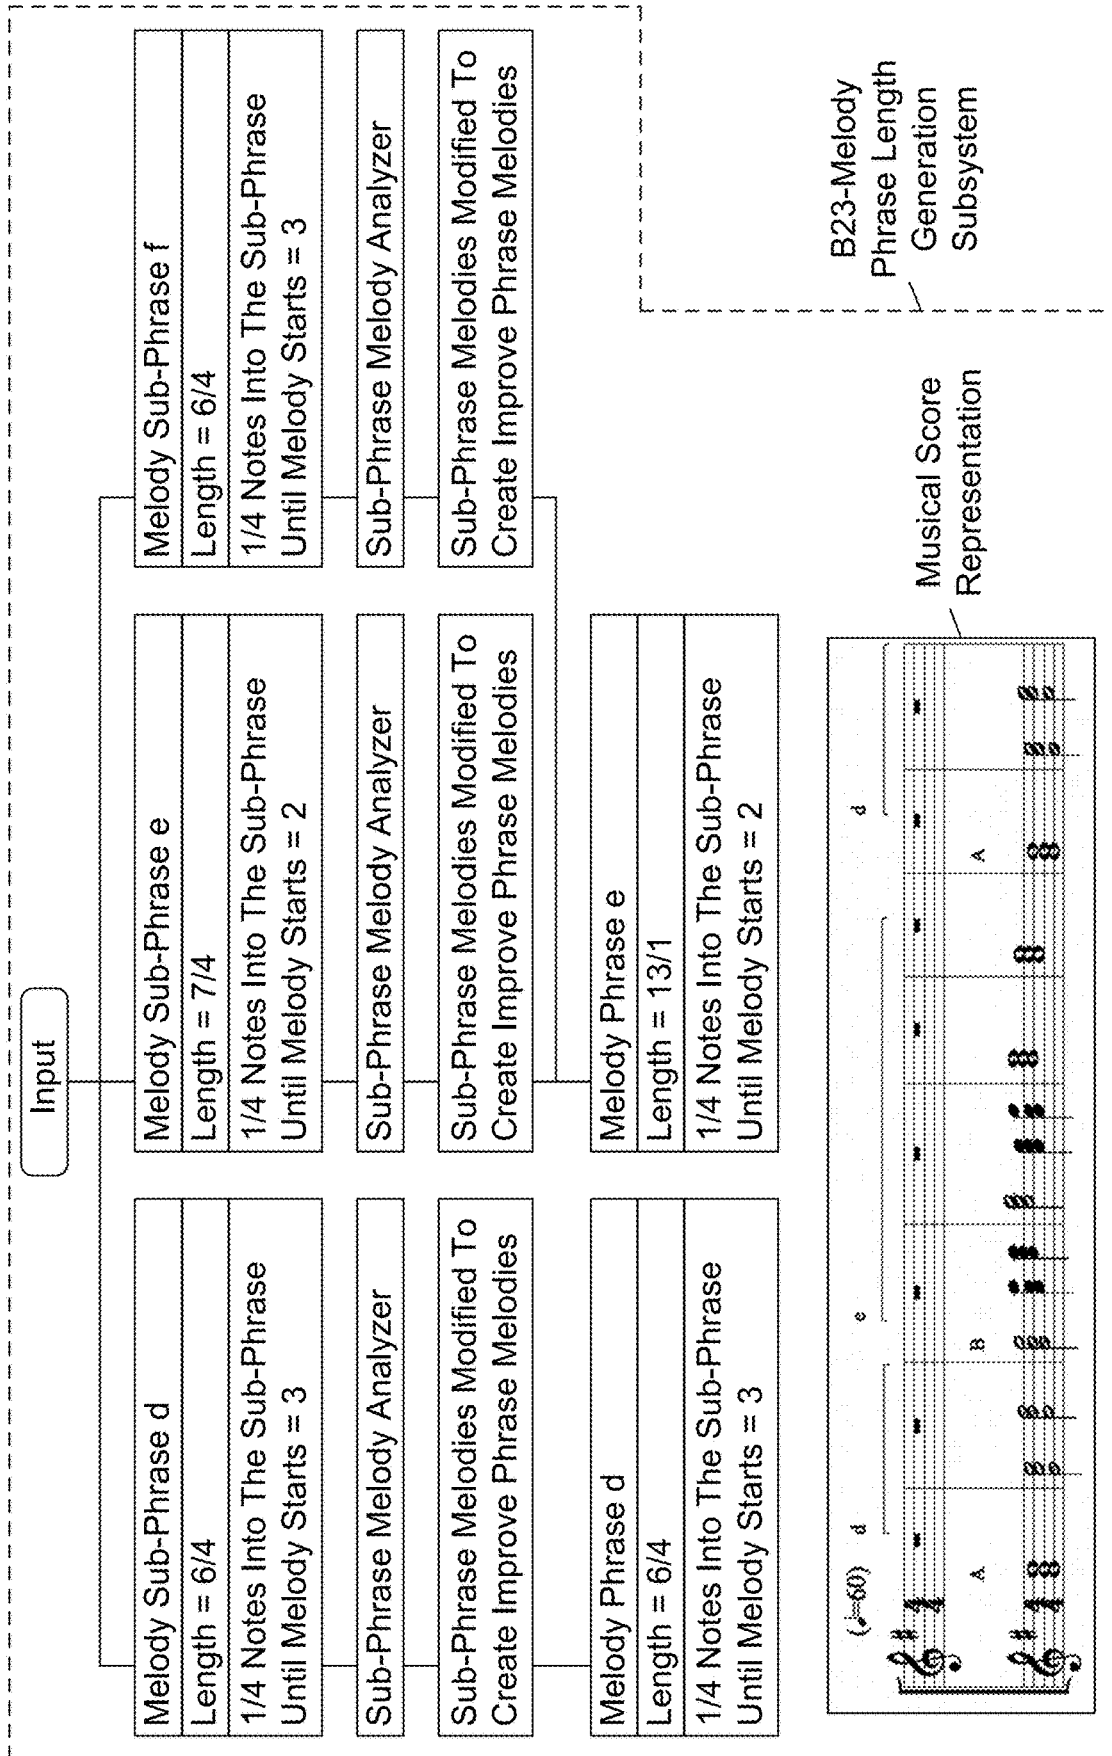 Input
Melody Sub-Phrase d
Length = 6/4
1/4 Notes Into The Sub-Phrase
Until Melody Starts = 3
Sub-Phrase Melody Analyzer
Sub-Phrase Melodies Modified To
Create Improve Phrase Melodies
Melody Phrase d
Length = 6/4
1/4 Notes Into The Sub-Phrase
Until Melody Starts = 3
Melody Sub-Phrase e
Length = 7/4
1/4 Notes Into The Sub-Phrase
Until Melody Starts = 2
Sub-Phrase Melody Analyzer
Sub-Phrase Melodies Modified To
Create Improve Phrase Melodies
Melody Phrase e
Length = 13/1
1/4 Notes Into The Sub-Phrase
Until Melody Starts = 2
Melody Sub-Phrase f
Length = 6/4
1/4 Notes Into The Sub-Phrase
Until Melody Starts = 3
Sub-Phrase Melody Analyzer
Sub-Phrase Melodies Modified To
Create Improve Phrase Melodies
B23-Melody
Phrase Length
Generation
Subsystem
Musical Score
Representation
(♩=60)
d e d
4 4
A B A
4 4